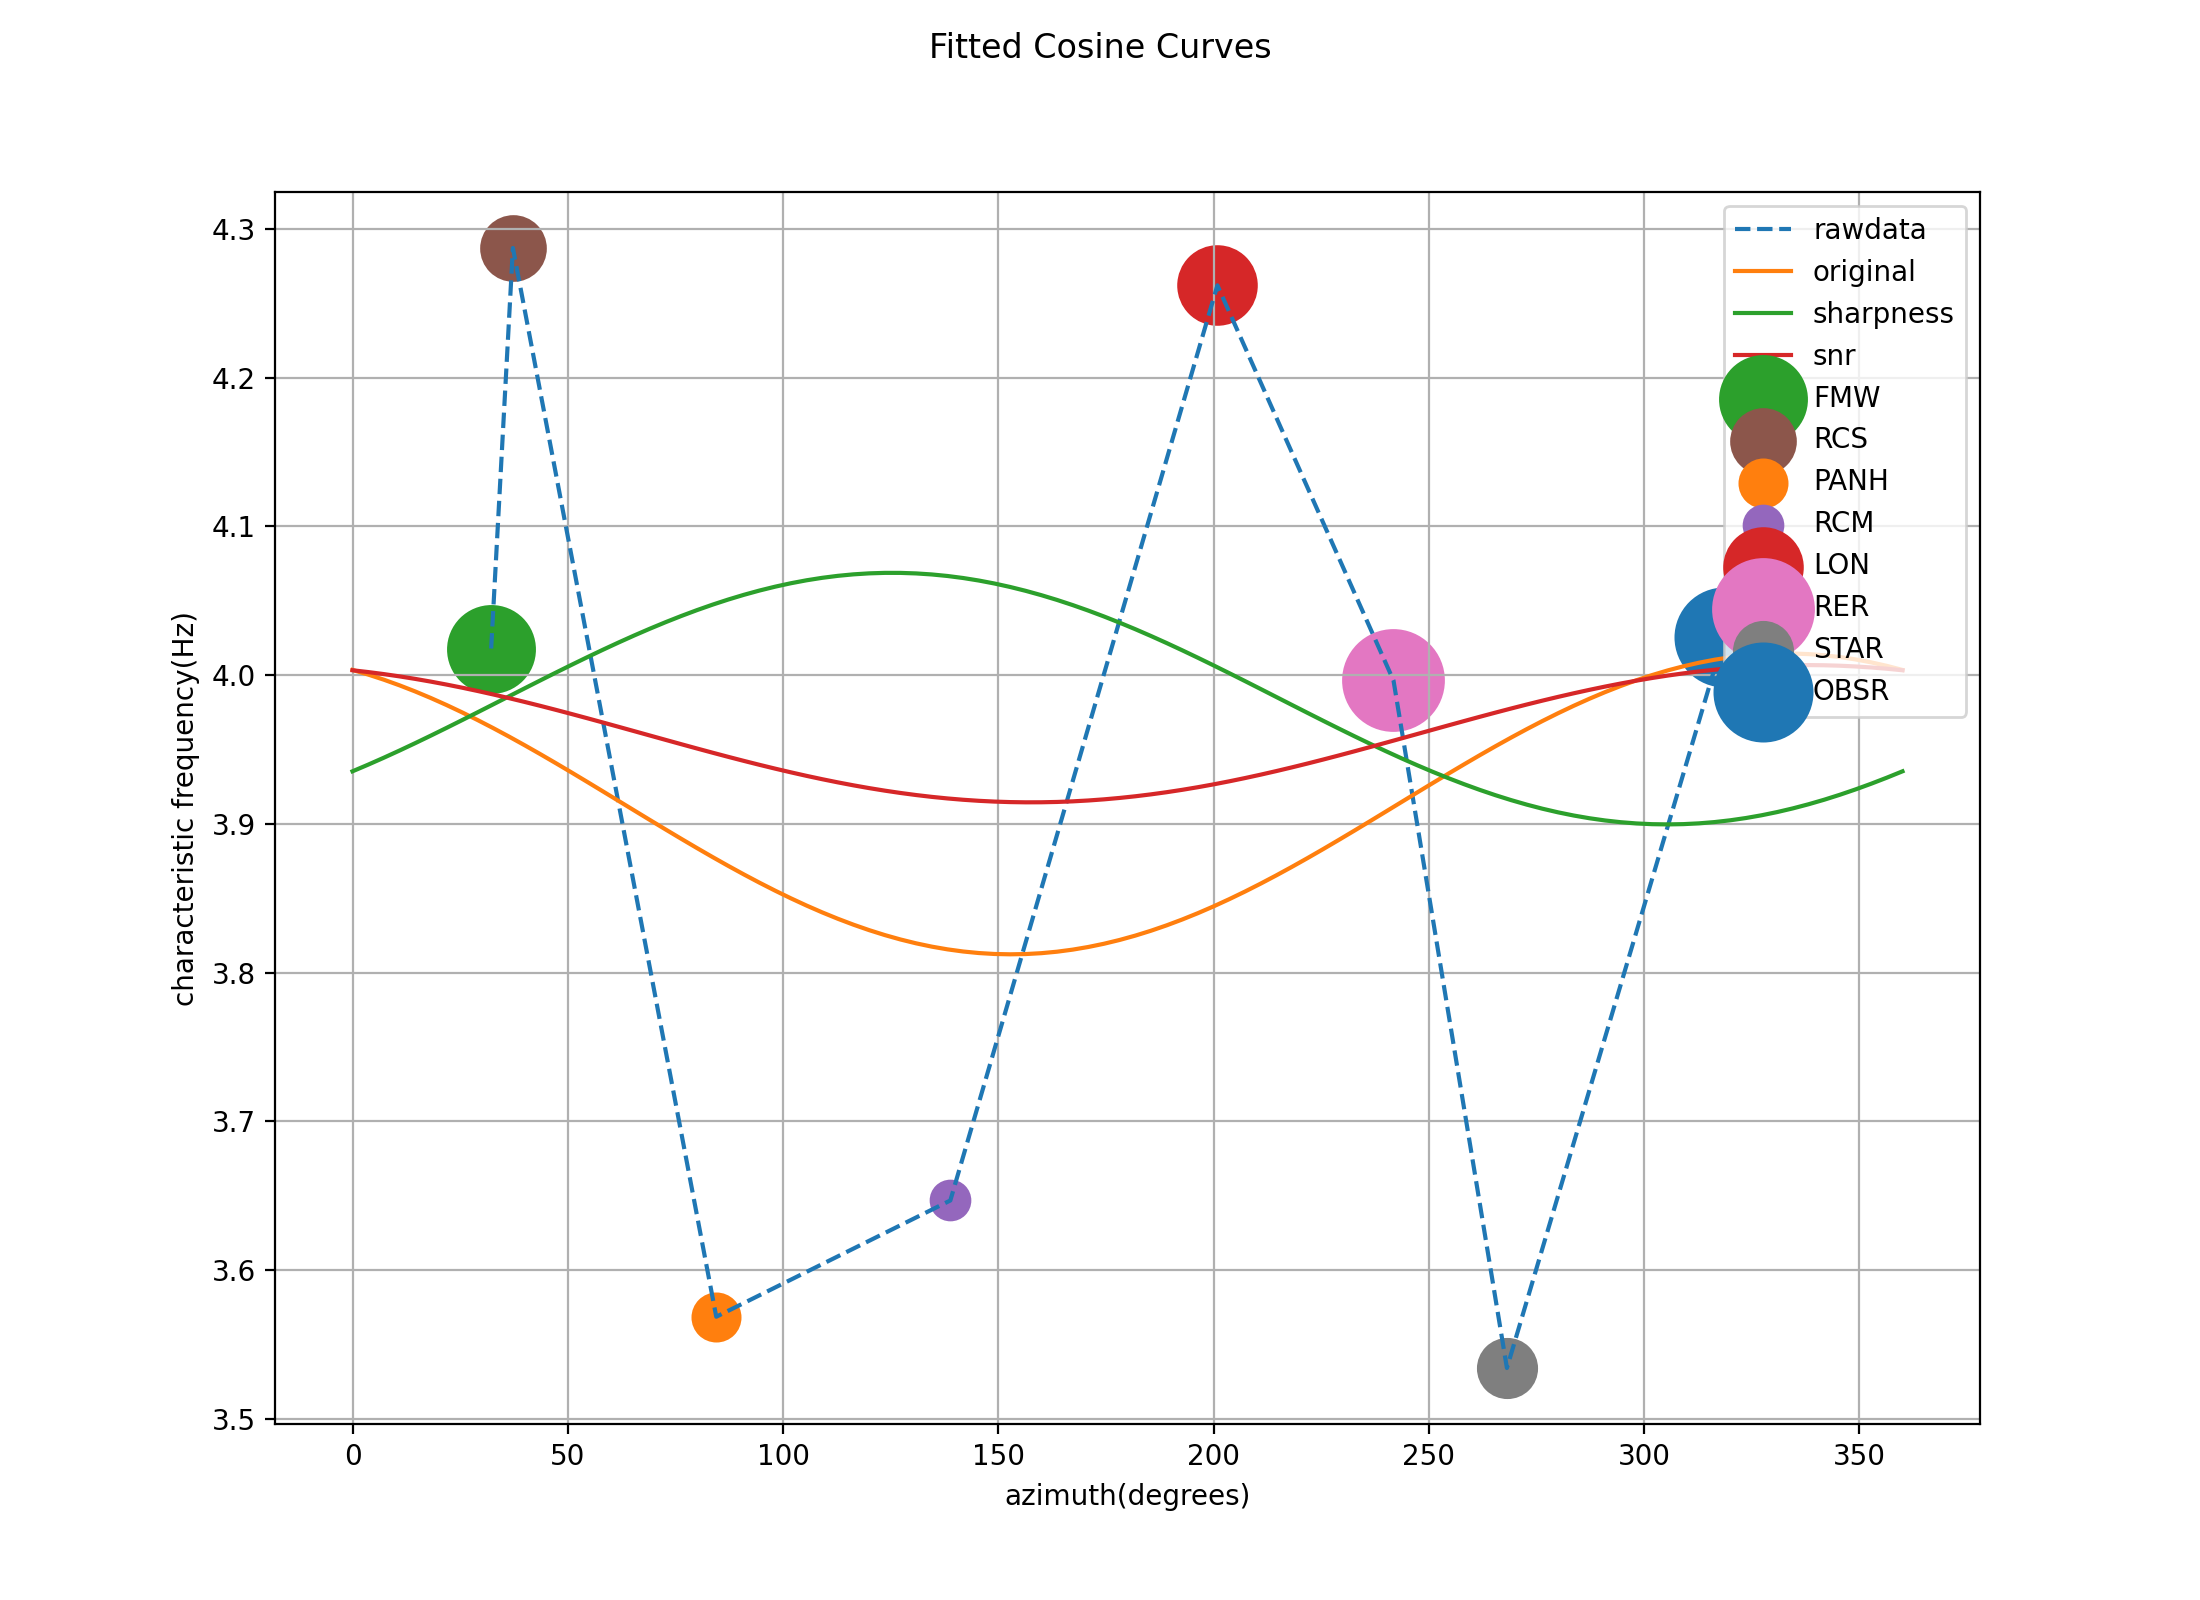 Fitted Cosine Curves
4.3
4.2
4.1
4.0
3.9
3.8
3.7
3.6
3.5
characteristic frequency(Hz)
0 50 100 150 200 250 300 350
azimuth(degrees)
rawdata
original
sharpness
snr
FMW
RCS
PANH
RCM
LON
RER
STAR
OBSR